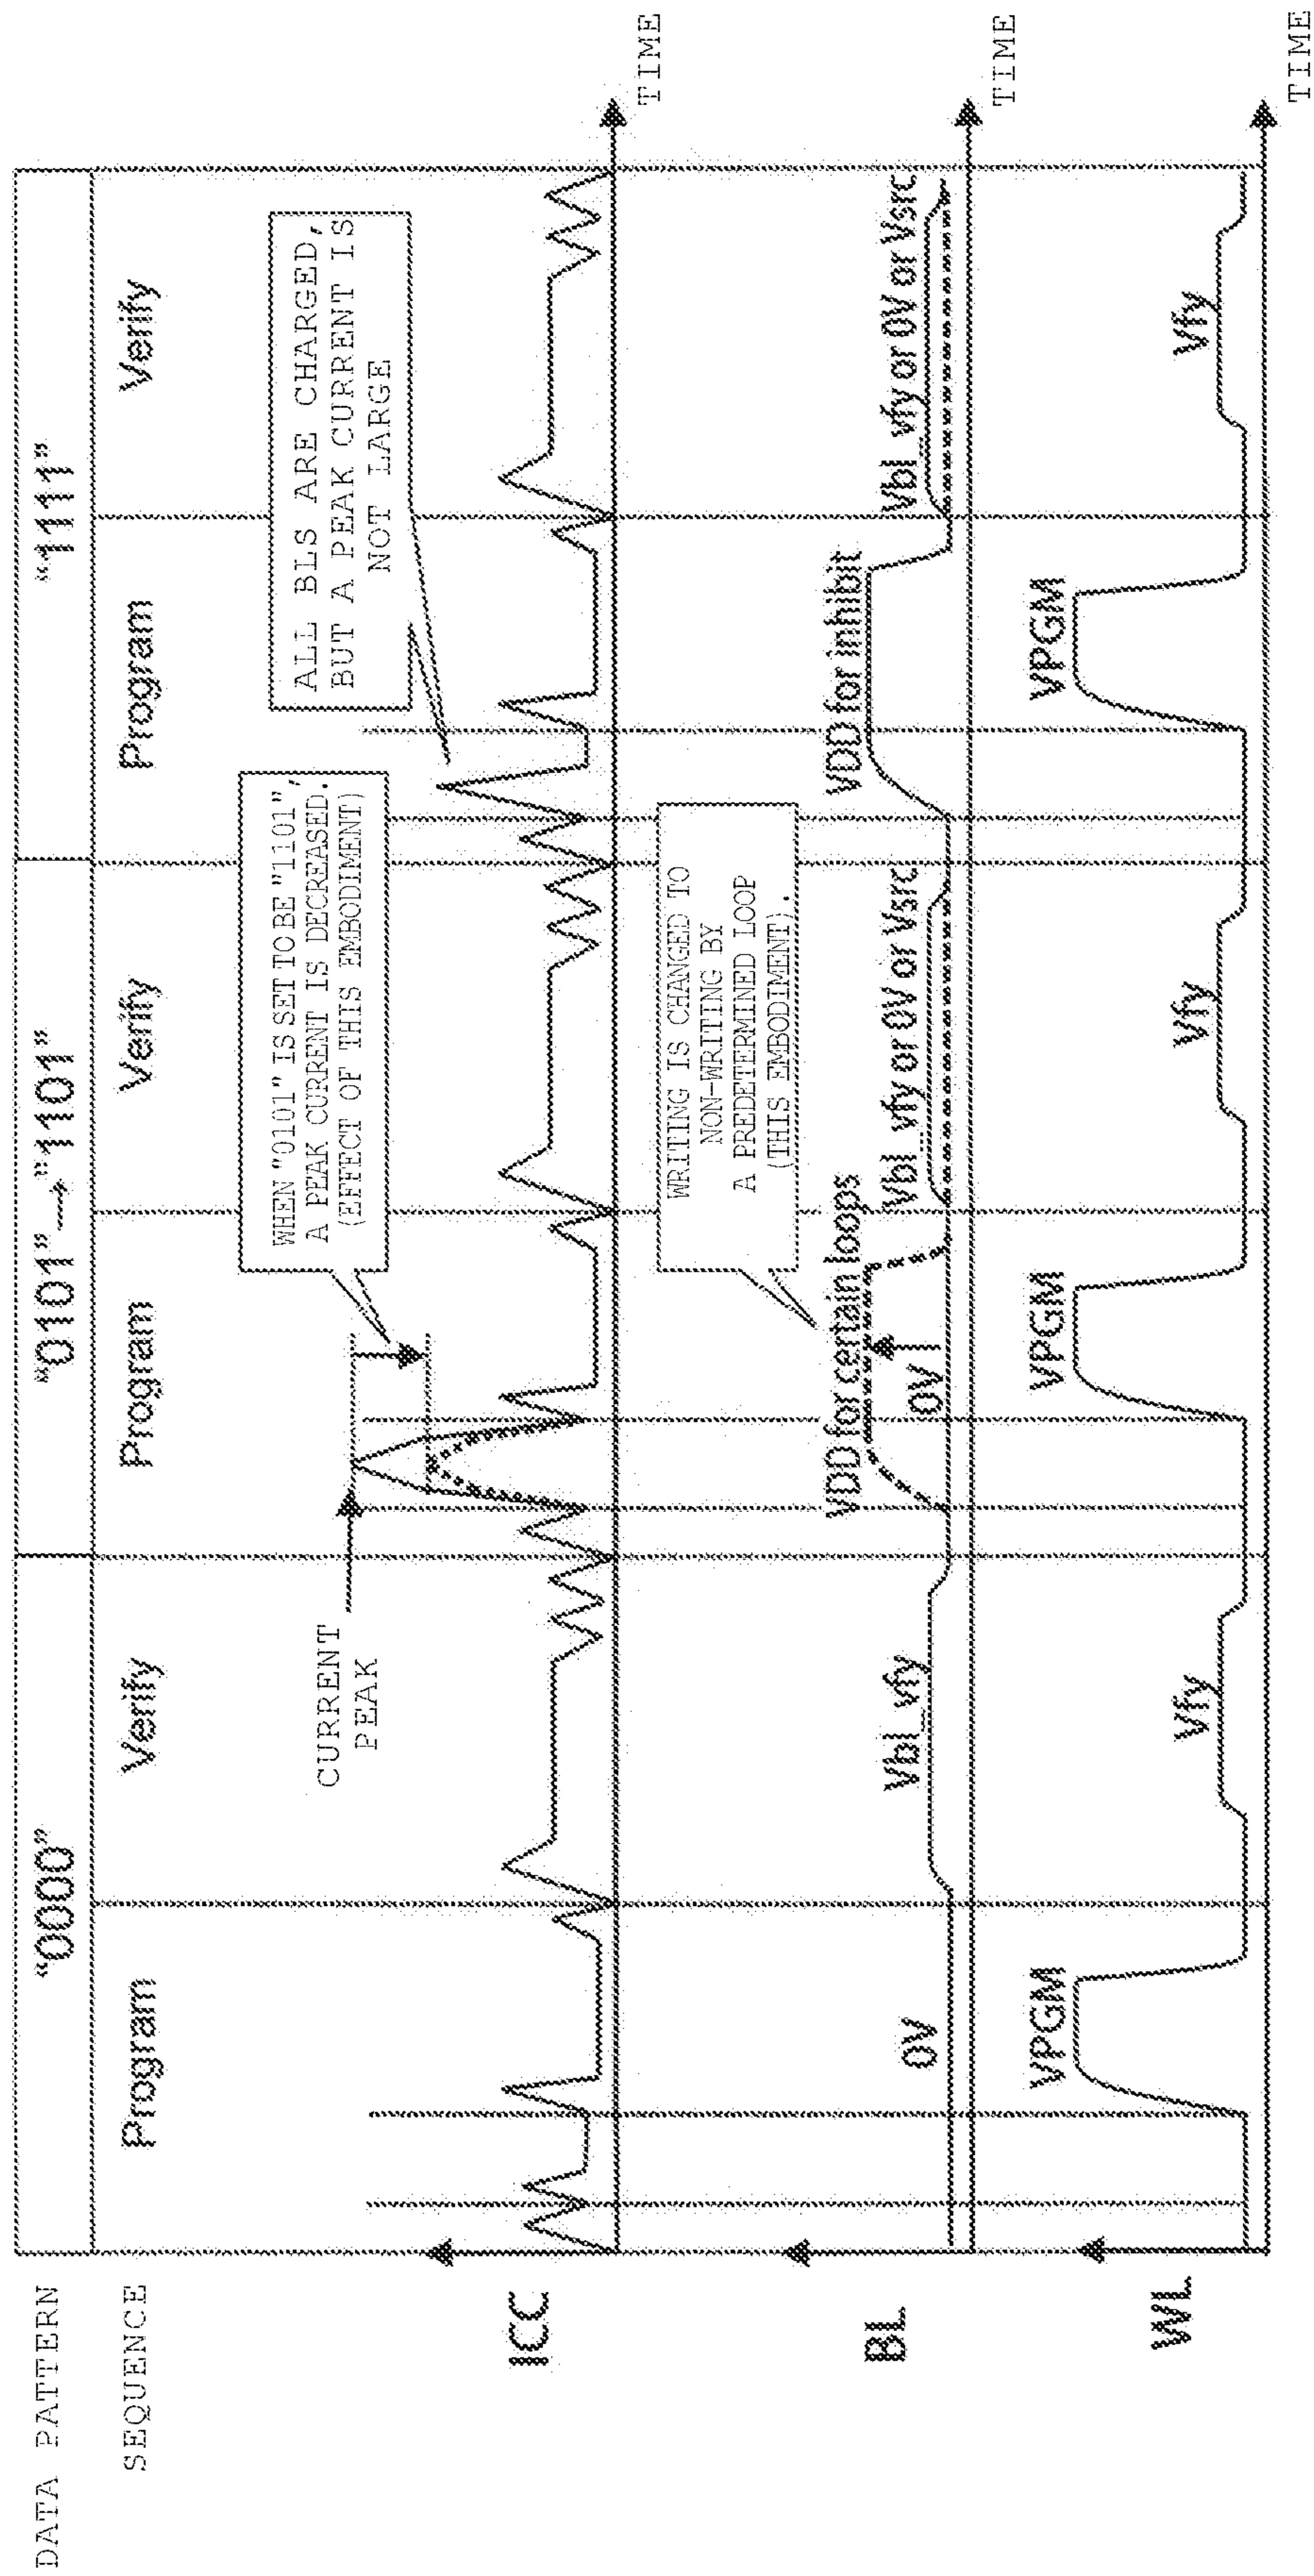 DATA PATTERN
“0000”
“0101”→“1101”
“1111”
SEQUENCE
Program
Verify
Program
Verify
Program
Verify
WHEN "0101" IS SET TO BE "1101",
A PEAK CURRENT IS DECREASED.
(EFFECT OF THIS EMBODIMENT)
ALL BLS ARE CHARGED,
BUT A PEAK CURRENT IS
NOT LARGE
CURRENT
PEAK
ICC
TIME
WRITING IS CHANGED TO
NON-WRITING BY
A PREDETERMINED LOOP
(THIS EMBODIMENT).
BL
0V
Vbl_vfy
VDD for certain loops
0V
Vbl_vfy or 0V or Vsrc
VDD for inhibit
Vbl_vfy or 0V or Vsrc
TIME
WL
VPGM
Vfy
VPGM
Vfy
VPGM
Vfy
TIME